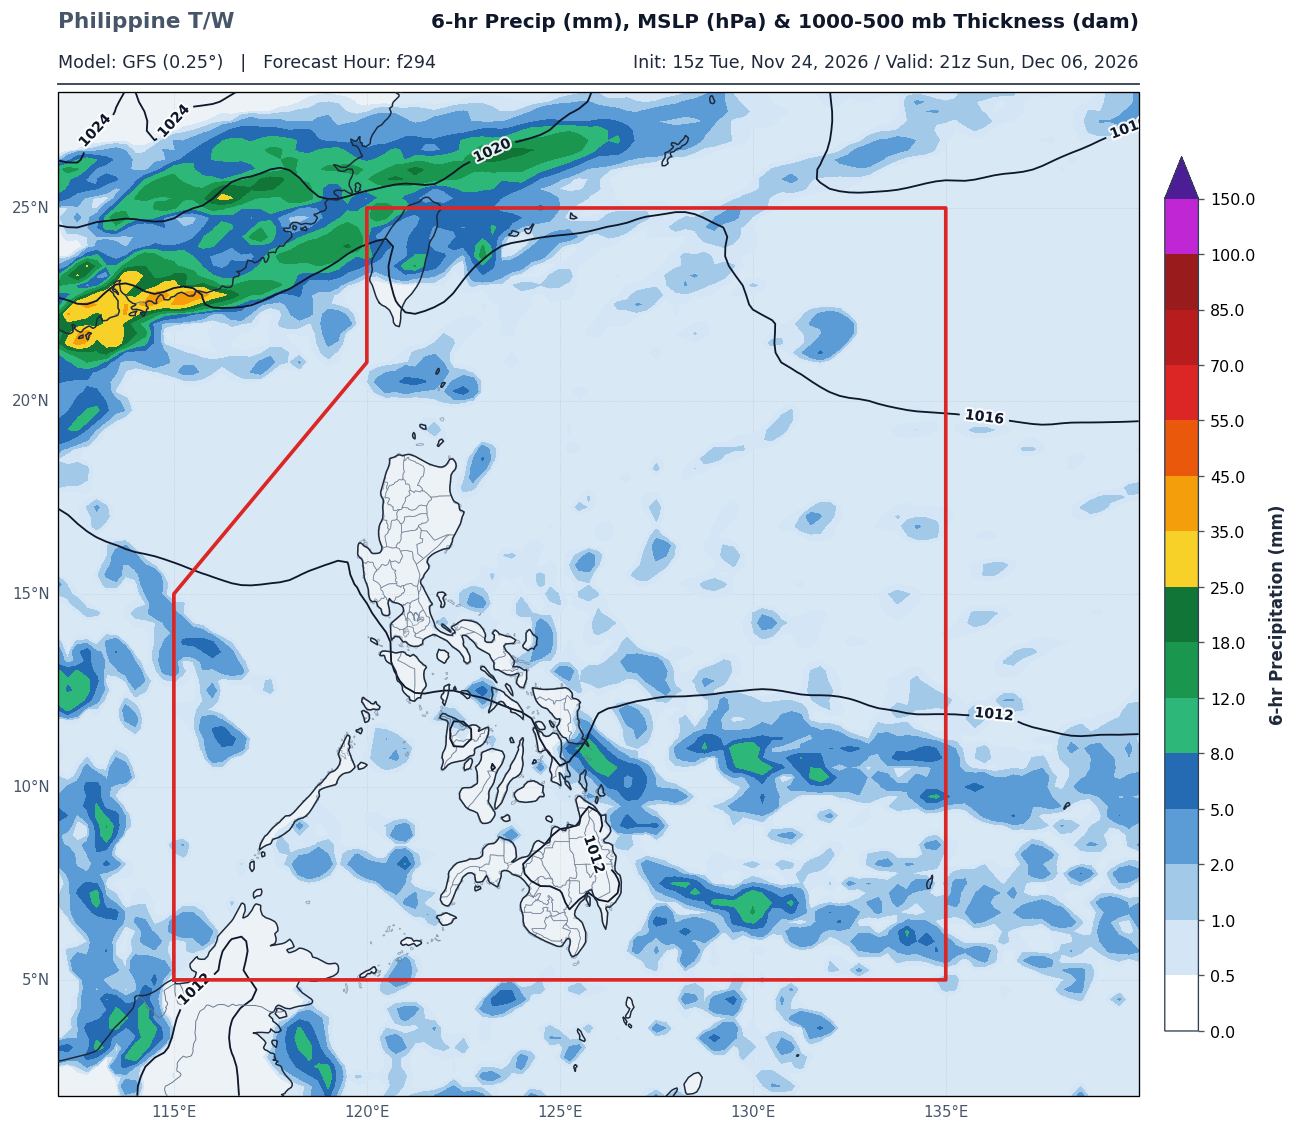 Philippine T/W
6-hr Precip (mm), MSLP (hPa) & 1000-500 mb Thickness (dam)
Model: GFS (0.25°) | Forecast Hour: f294
Init: 15z Tue, Nov 24, 2026 / Valid: 21z Sun, Dec 06, 2026
1024
1024
1020
1016
1012
1012
1012
25°N
20°N
15°N
10°N
5°N
115°E
120°E
125°E
130°E
135°E
150.0
100.0
85.0
70.0
55.0
45.0
35.0
25.0
18.0
12.0
8.0
5.0
2.0
1.0
0.5
0.0
6-hr Precipitation (mm)